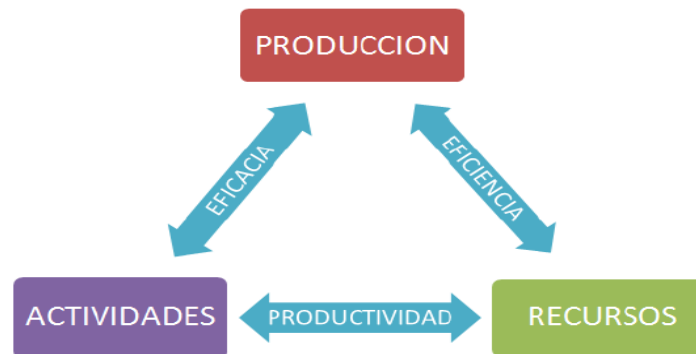 PRODUCCION
EFICACIA
EFICIENCIA
ACTIVIDADES
PRODUCTIVIDAD
RECURSOS